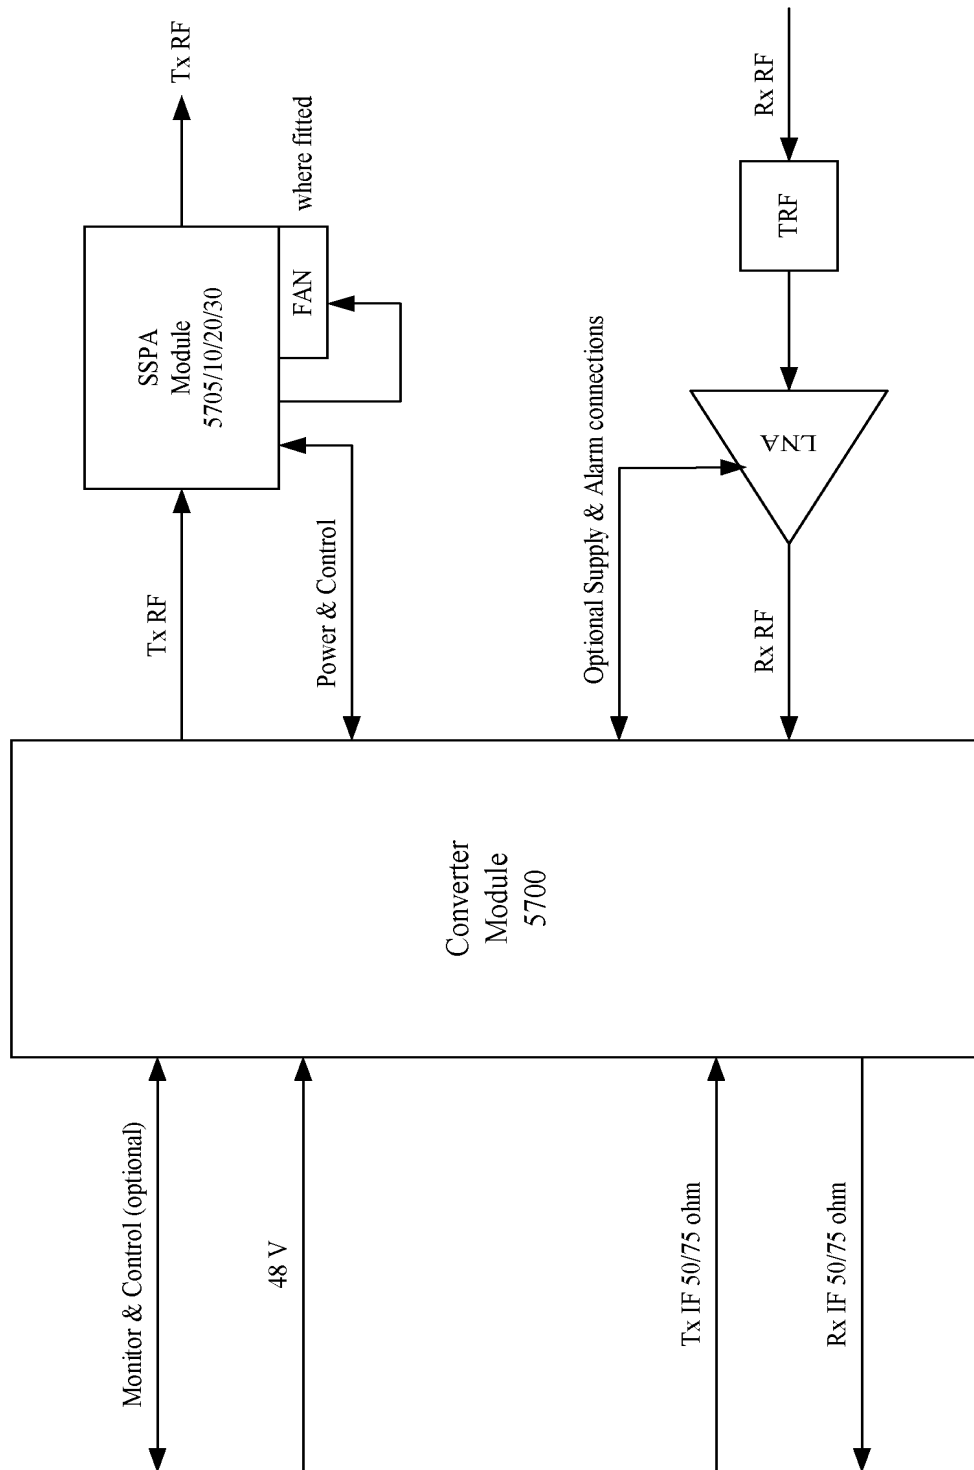 Tx RF
where fitted
FAN
SSPA
Module
5705/10/20/30
Tx RF
Power & Control
Rx RF
TRF
LNA
Optional Supply & Alarm connections
Rx RF
Converter
Module
5700
Monitor & Control (optional)
48 V
Tx IF 50/75 ohm
Rx IF 50/75 ohm